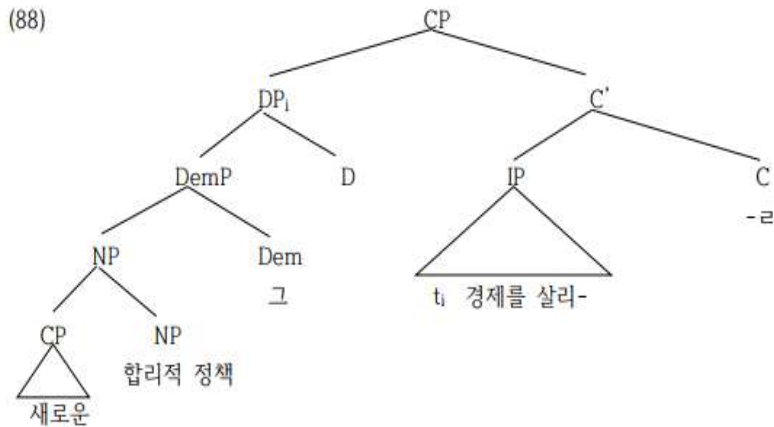 (88)
CP
DPi C'
DemP D IP C
-ㄹ
NP Dem
그 ti 경제를 살리-
CP NP
합리적 정책
새로운